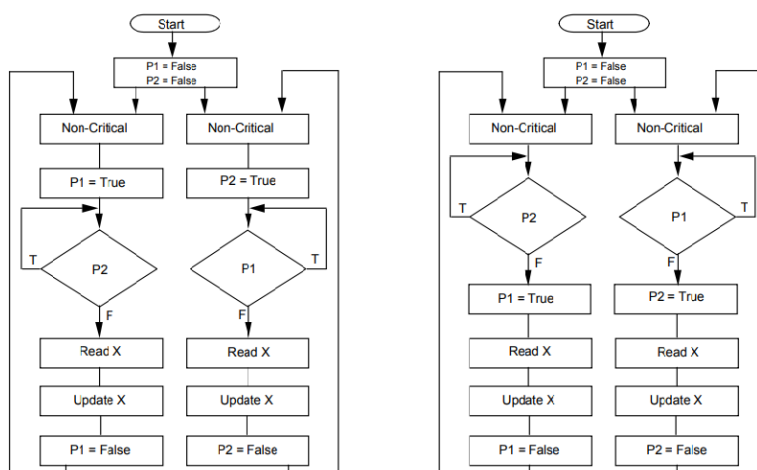 Start
P1 = False
P2 = False
Non-Critical
Non-Critical
P1 = True
P2 = True
T
P2
F
P1
T
F
Read X
Read X
Update X
Update X
P1 = False
P2 = False
Start
P1 = False
P2 = False
Non-Critical
Non-Critical
T
P2
F
P1
T
F
P1 = True
P2 = True
Read X
Read X
Update X
Update X
P1 = False
P2 = False